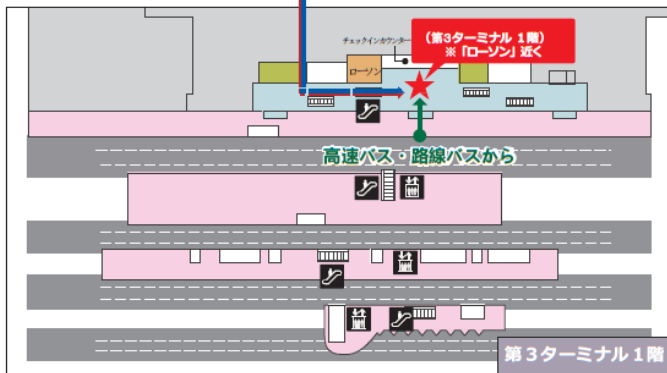 （第3ターミナル 1階）
※「ローソン」近く
チェックインカウンター
ローソン
高速バス・路線バスから
第３ターミナル１階